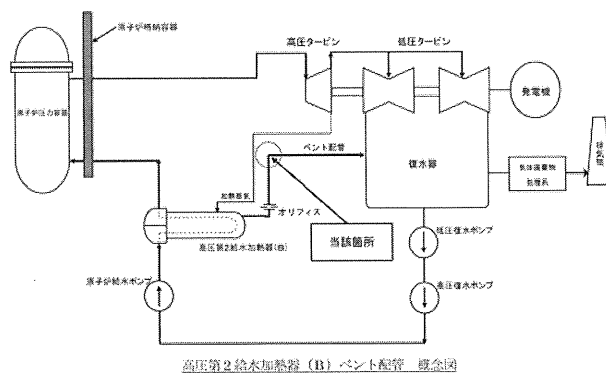 原子炉格納容器
高圧タービン
低圧タービン
原子炉圧力容器
発電機
ベント配管
復水器
排気筒
加熱蒸気
気体廃棄物
処理系
オリフィス
高圧第2給水加熱器(B)
当該箇所
低圧復水ポンプ
原子炉給水ポンプ
高圧復水ポンプ
高圧第2給水加熱器（B）ベント配管　概念図